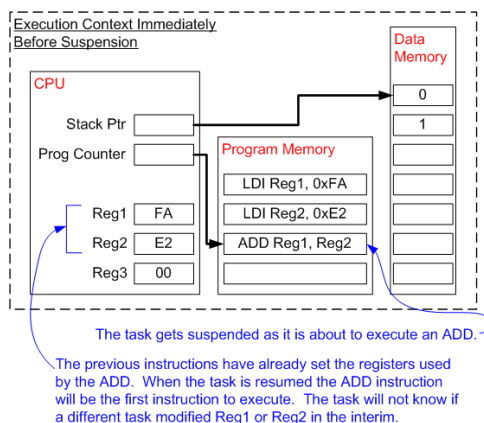 Execution Context Immediately
Before Suspension
Data
Memory
CPU
0
Stack Ptr
1
Prog Counter
Program Memory
LDI Reg1, 0xFA
Reg1 FA
LDI Reg2, 0xE2
Reg2 E2
ADD Reg1, Reg2
Reg3 00
The task gets suspended as it is about to execute an ADD.
The previous instructions have already set the registers used
by the ADD. When the task is resumed the ADD instruction
will be the first instruction to execute. The task will not know if
a different task modified Reg1 or Reg2 in the interim.